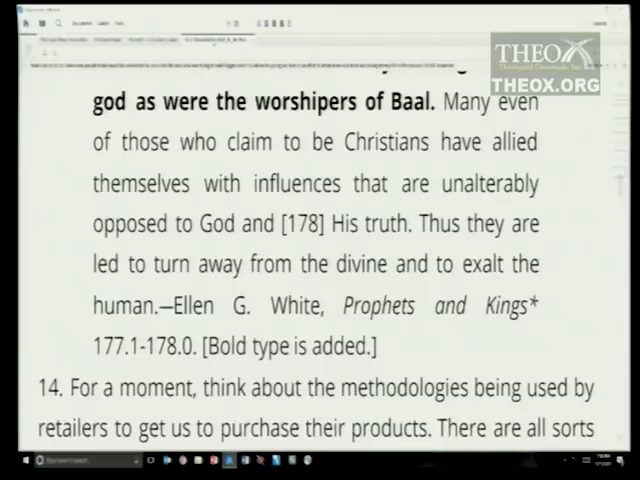 THEOX
THEOX.ORG
god as were the worshipers of Baal. Many even
of those who claim to be Christians have allied
themselves with influences that are unalterably
opposed to God and [178] His truth. Thus they are
led to turn away from the divine and to exalt the
human.—Ellen G. White, Prophets and Kings*
177.1-178.0. [Bold type is added.]
14. For a moment, think about the methodologies being used by
retailers to get us to purchase their products. There are all sorts